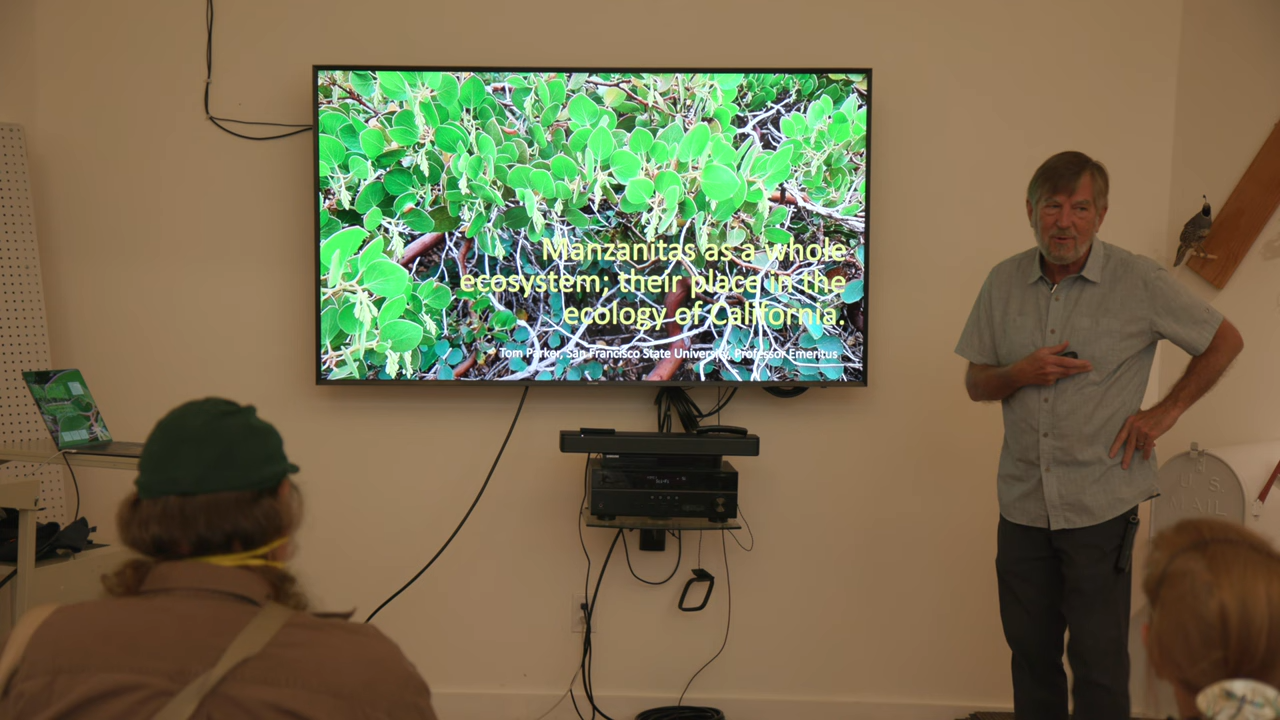 Manzanitas as a whole
ecosystem; their place in the
ecology of California.
Tom Parker, San Francisco State University, Professor Emeritus
U.S.
MAIL